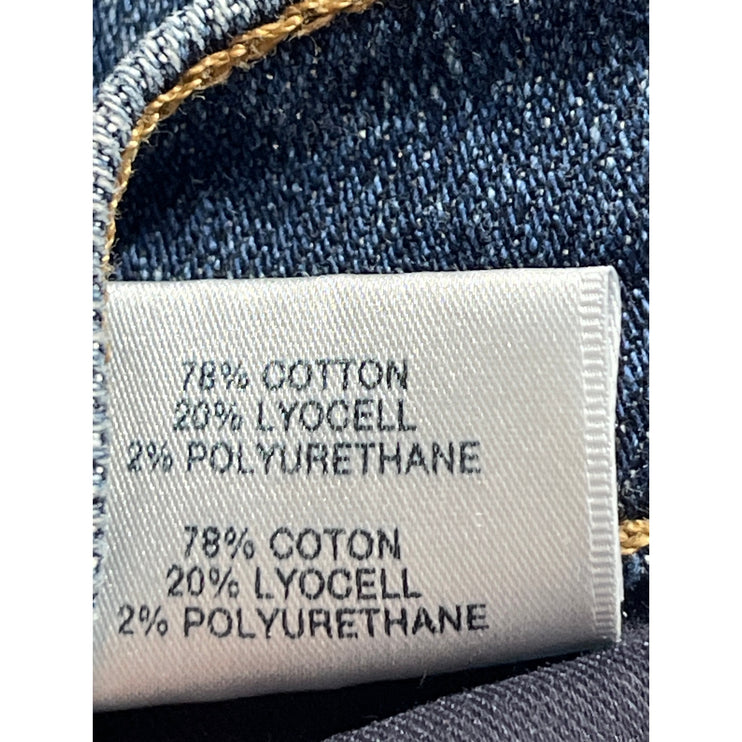 78% COTTON
20% LYOCELL
2% POLYURETHANE
78% COTON
20% LYOCELL
2% POLYURETHANE